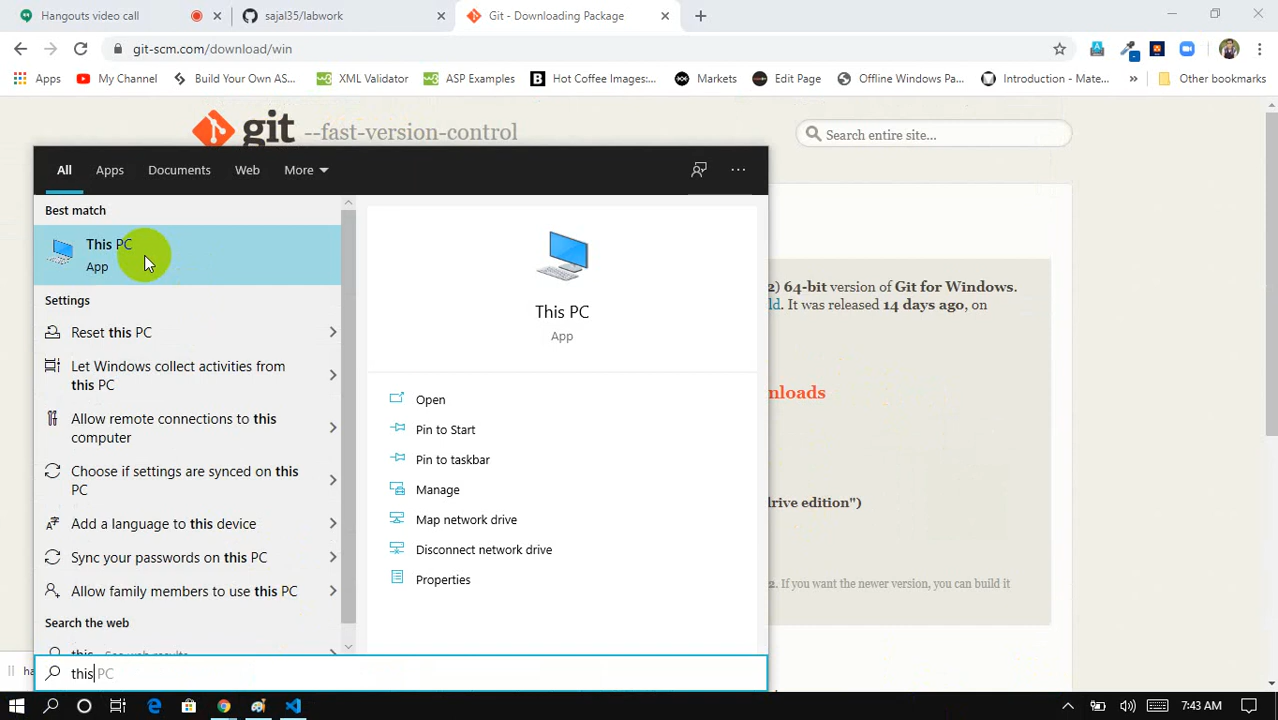 Hangouts video call
sajal35/labwork
Git - Downloading Package
git-scm.com/download/win
Apps
My Channel
Build Your Own AS...
XML Validator
ASP Examples
Hot Coffee Images:...
Markets
Edit Page
Offline Windows Pa...
Introduction - Mate...
»
Other bookmarks
git --fast-version-control
Search entire site...
All
Apps
Documents
Web
More
Best match
This PC
App
Settings
Reset this PC
Let Windows collect activities from
this PC
Allow remote connections to this
computer
Choose if settings are synced on this
PC
Add a language to this device
Sync your passwords on this PC
Allow family members to use this PC
Search the web
this - See web results
this PC
This PC
App
Open
Pin to Start
Pin to taskbar
Manage
Map network drive
Disconnect network drive
Properties
2) 64-bit version of Git for Windows.
ld. It was released 14 days ago, on
nloads
drive edition")
2. If you want the newer version, you can build it
ha
7:43 AM